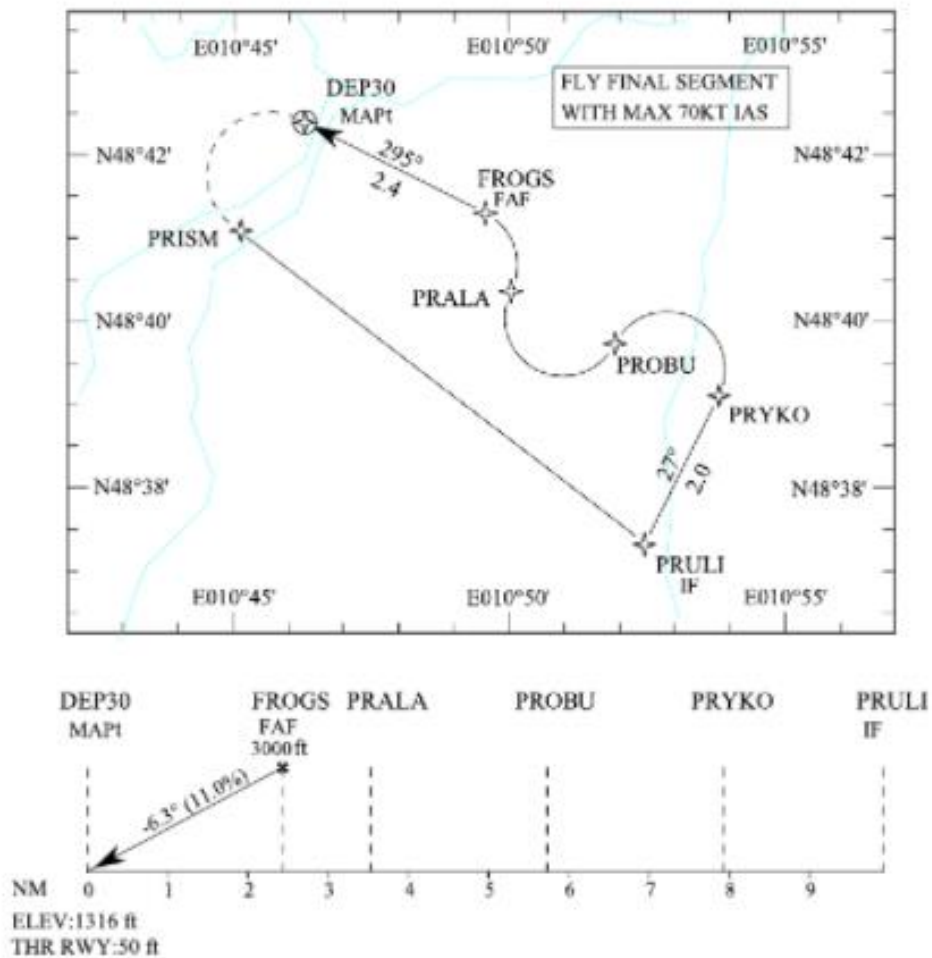 E010°45'
E010°50'
E010°55'
FLY FINAL SEGMENT
WITH MAX 70KT IAS
DEP30
MAPt
N48°42'
295°
2.4
FROGS
FAF
N48°42'
PRISM
PRALA
N48°40'
N48°40'
PROBU
PRYKO
27°
2.0
N48°38'
N48°38'
PRULI
IF
E010°45'
E010°50'
E010°55'
DEP30
MAPt
FROGS
FAF
3000 ft
PRALA
PROBU
PRYKO
PRULI
IF
-6.3° (11.0%)
NM 0 1 2 3 4 5 6 7 8 9
ELEV:1316 ft
THR RWY:50 ft